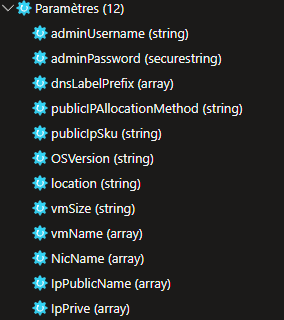 Paramètres (12)
adminUsername (string)
adminPassword (securestring)
dnsLabelPrefix (array)
publicIPAllocationMethod (string)
publicIpSku (string)
OSVersion (string)
location (string)
vmSize (string)
vmName (array)
NicName (array)
IpPublicName (array)
IpPrive (array)